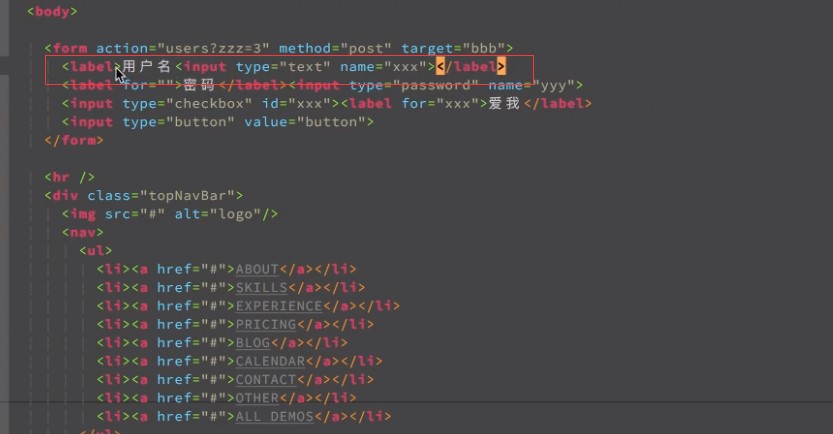 <body>
<form action="users?zzz=3" method="post" target="bbb">
<label>用户名<input type="text" name="xxx"></label>
<label for="">密码</label><input type="password" name="yyy">
<input type="checkbox" id="xxx"><label for="xxx">爱我</label>
<input type="button" value="button">
</form>
<hr />
<div class="topNavBar">
<img src="#" alt="logo"/>
<nav>
<ul>
<li><a href="#">ABOUT</a></li>
<li><a href="#">SKILLS</a></li>
<li><a href="#">EXPERIENCE</a></li>
<li><a href="#">PRICING</a></li>
<li><a href="#">BLOG</a></li>
<li><a href="#">CALENDAR</a></li>
<li><a href="#">CONTACT</a></li>
<li><a href="#">OTHER</a></li>
<li><a href="#">ALL DEMOS</a></li>
</ul>